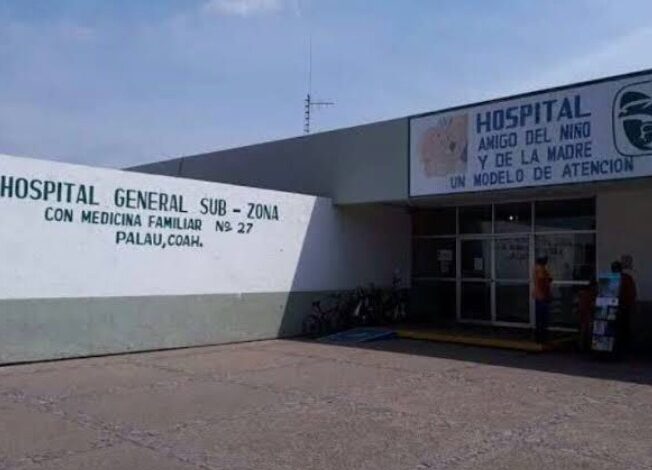 HOSPITAL GENERAL SUB - ZONA
CON MEDICINA FAMILIAR Nº 27
PALAU, COAH.
HOSPITAL
AMIGO DEL NIÑO
Y DE LA MADRE
UN MODELO DE ATENCION